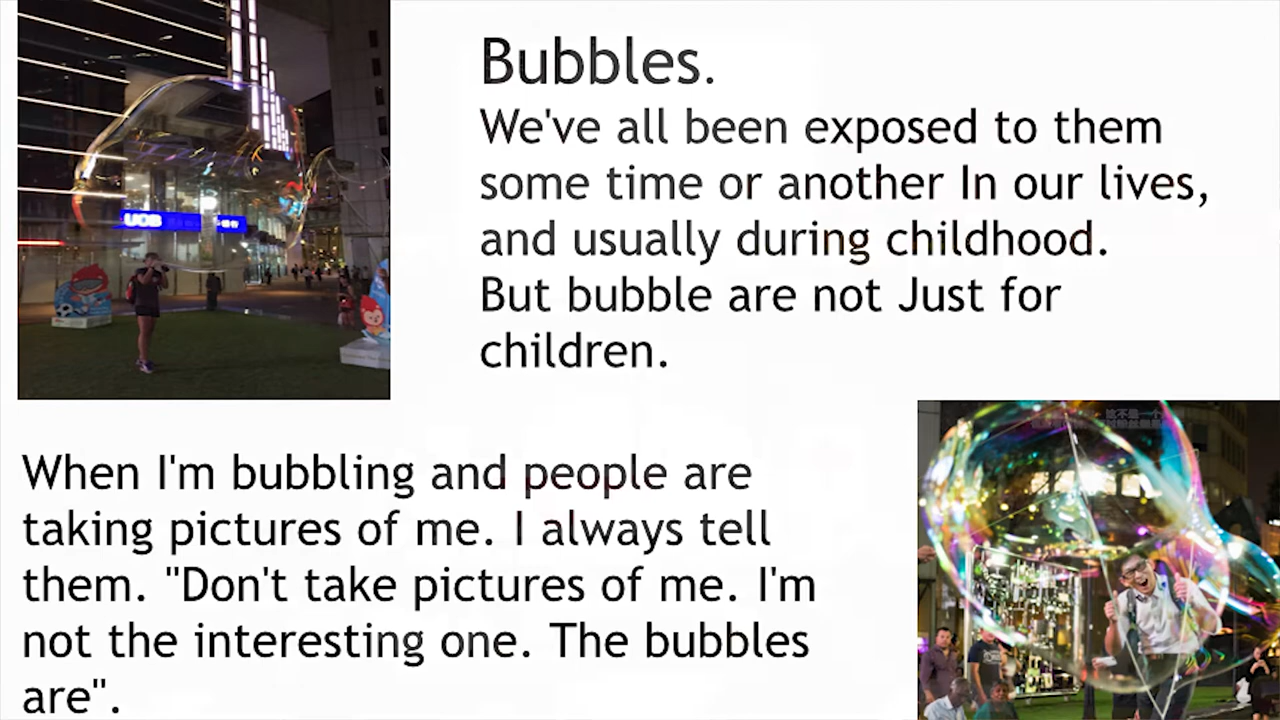 Bubbles.
We've all been exposed to them
some time or another In our lives,
and usually during childhood.
But bubble are not Just for
children.
UOB
When I'm bubbling and people are
taking pictures of me. I always tell
them. "Don't take pictures of me. I'm
not the interesting one. The bubbles
are".